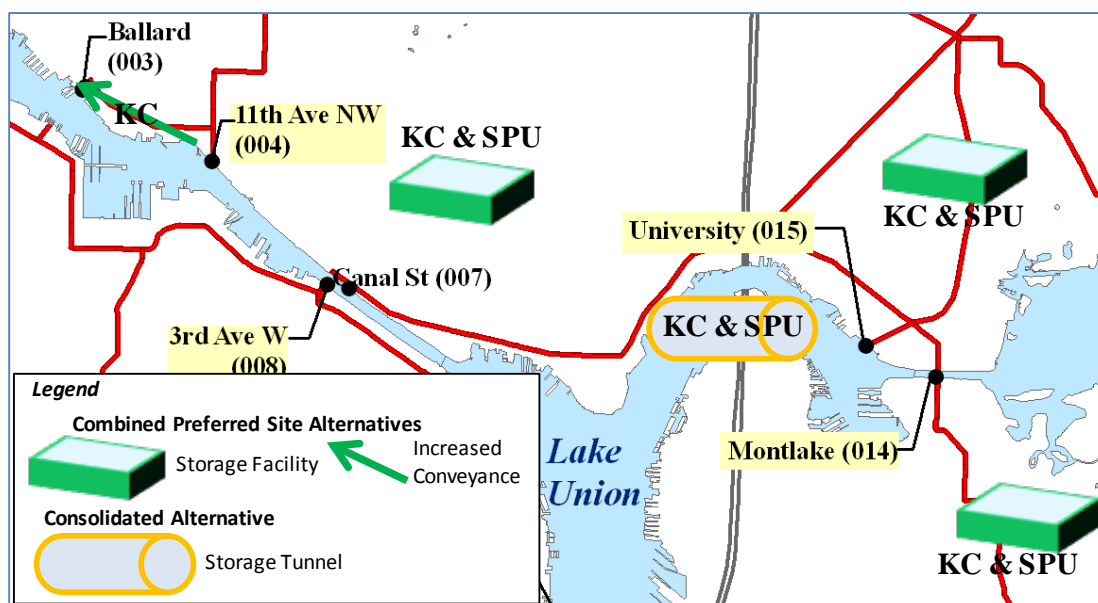 Ballard
(003)
KC
11th Ave NW
(004)
KC & SPU
KC & SPU
University (015)
Canal St (007)
KC & SPU
3rd Ave W
(008)
Montlake (014)
Lake
Union
KC & SPU
Legend
Combined Preferred Site Alternatives
Storage Facility
Increased
Conveyance
Consolidated Alternative
Storage Tunnel